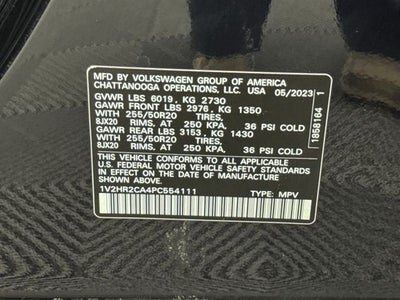 MFD BY VOLKSWAGEN GROUP OF AMERICA
CHATTANOOGA OPERATIONS, LLC. USA 05/2023
GVWR LBS 6019, KG 2730
GAWR FRONT LBS 2976, KG 1350
WITH 255/50R20 TIRES,
8JX20 RIMS, AT 250 KPA, 36 PSI COLD
GAWR REAR LBS 3153, KG 1430
WITH 255/50R20 TIRES,
8JX20 RIMS, AT 250 KPA, 36 PSI COLD
THIS VEHICLE CONFORMS TO ALL APPLICABLE
U.S. FEDERAL MOTOR VEHICLE SAFETY STANDARDS
IN EFFECT ON THE DATE OF MANUFACTURE SHOWN ABOVE
1V2HR2CA4PC554111 TYPE: MPV
1858164 1